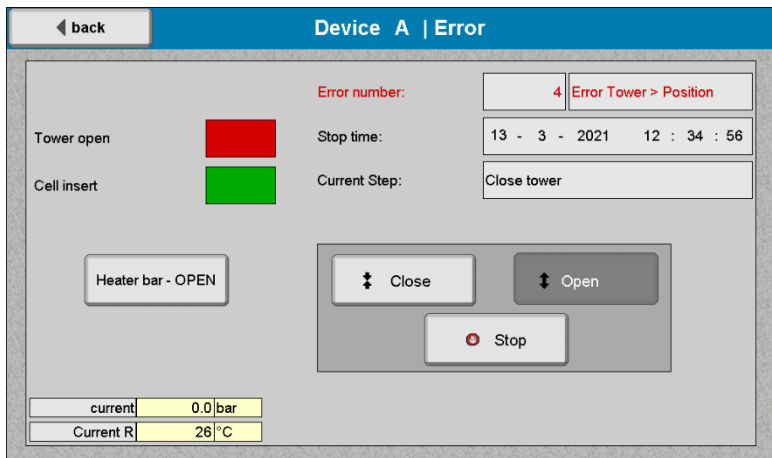 back
Device A | Error
Error number: 4 Error Tower > Position
Tower open
Stop time: 13 - 3 - 2021 12 : 34 : 56
Cell insert
Current Step: Close tower
Heater bar - OPEN
Close
Open
Stop
current 0.0 bar
Current R 26 °C